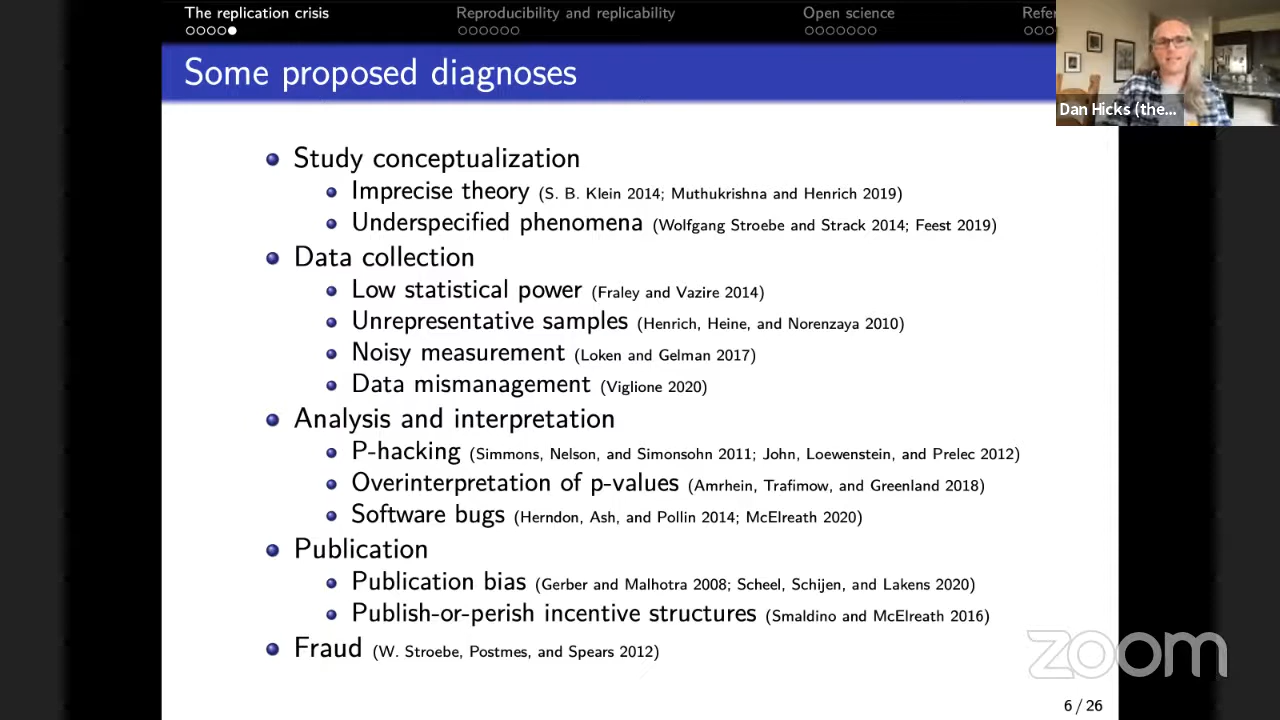 The replication crisis Reproducibility and replicability Open science Refer
Some proposed diagnoses
Dan Hicks (the...
Study conceptualization
Imprecise theory (S. B. Klein 2014; Muthukrishna and Henrich 2019)
Underspecified phenomena (Wolfgang Stroebe and Strack 2014; Feest 2019)
Data collection
Low statistical power (Fraley and Vazire 2014)
Unrepresentative samples (Henrich, Heine, and Norenzaya 2010)
Noisy measurement (Loken and Gelman 2017)
Data mismanagement (Viglione 2020)
Analysis and interpretation
P-hacking (Simmons, Nelson, and Simonsohn 2011; John, Loewenstein, and Prelec 2012)
Overinterpretation of p-values (Amrhein, Trafimow, and Greenland 2018)
Software bugs (Herndon, Ash, and Pollin 2014; McElreath 2020)
Publication
Publication bias (Gerber and Malhotra 2008; Scheel, Schijen, and Lakens 2020)
Publish-or-perish incentive structures (Smaldino and McElreath 2016)
Fraud (W. Stroebe, Postmes, and Spears 2012)
zoom
6 / 26